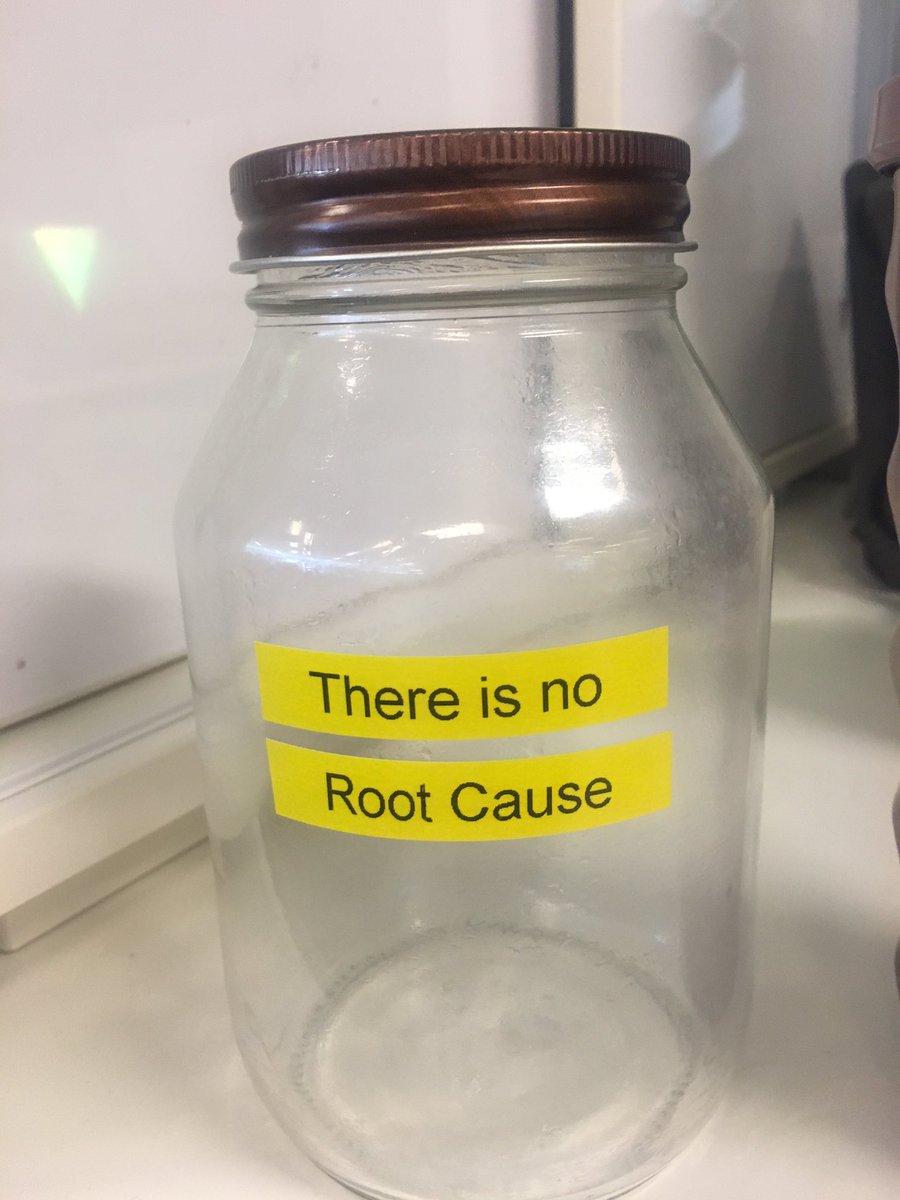 There is no
Root Cause